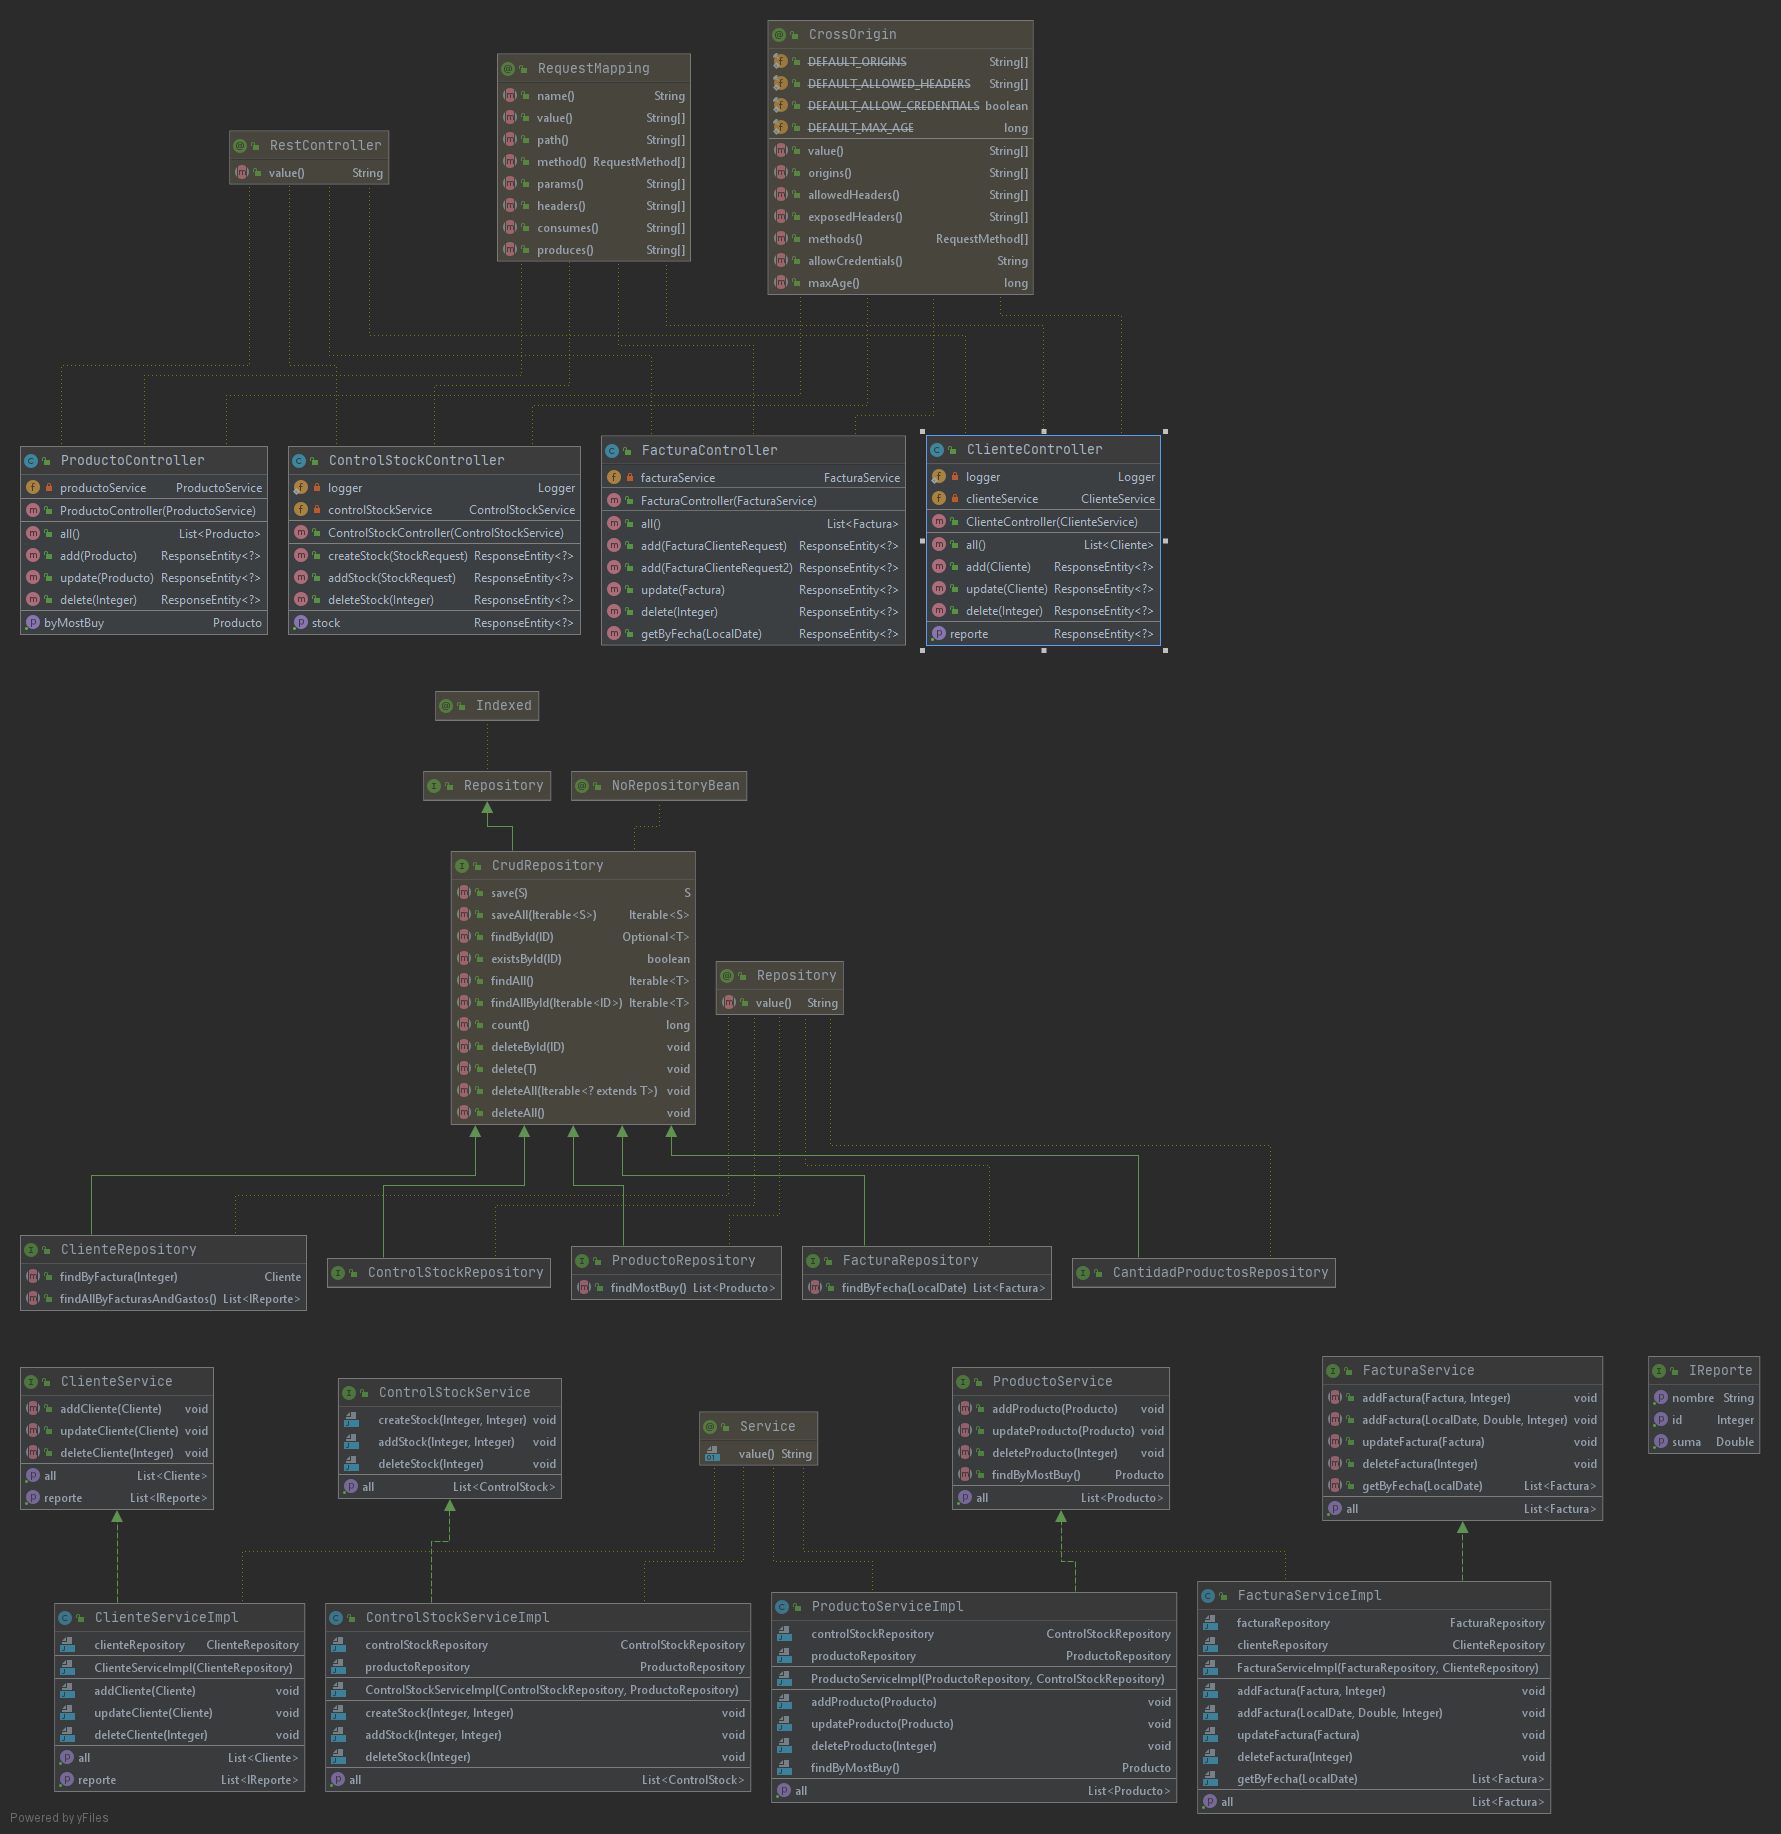 CrossOrigin
DEFAULT_ORIGINS String[]
DEFAULT_ALLOWED_HEADERS String[]
DEFAULT_ALLOW_CREDENTIALS boolean
DEFAULT_MAX_AGE long
value() String[]
origins() String[]
allowedHeaders() String[]
exposedHeaders() String[]
methods() RequestMethod[]
allowCredentials() String
maxAge() long
RequestMapping
name() String
value() String[]
path() String[]
method() RequestMethod[]
params() String[]
headers() String[]
consumes() String[]
produces() String[]
RestController
value() String
ProductoController
productoService ProductoService
ProductoController(ProductoService)
all() List<Producto>
add(Producto) ResponseEntity<?>
update(Producto) ResponseEntity<?>
delete(Integer) ResponseEntity<?>
byMostBuy Producto
ControlStockController
logger Logger
controlStockService ControlStockService
ControlStockController(ControlStockService)
createStock(StockRequest) ResponseEntity<?>
addStock(StockRequest) ResponseEntity<?>
deleteStock(Integer) ResponseEntity<?>
stock ResponseEntity<?>
FacturaController
facturaService FacturaService
FacturaController(FacturaService)
all() List<Factura>
add(FacturaClienteRequest) ResponseEntity<?>
add(FacturaClienteRequest2) ResponseEntity<?>
update(Factura) ResponseEntity<?>
delete(Integer) ResponseEntity<?>
getByFecha(LocalDate) ResponseEntity<?>
ClienteController
logger Logger
clienteService ClienteService
ClienteController(ClienteService)
all() List<Cliente>
add(Cliente) ResponseEntity<?>
update(Cliente) ResponseEntity<?>
delete(Integer) ResponseEntity<?>
reporte ResponseEntity<?>
Indexed
Repository
NoRepositoryBean
CrudRepository
save(S) S
saveAll(Iterable<S>) Iterable<S>
findById(ID) Optional<T>
existsById(ID) boolean
findAll() Iterable<T>
findAllById(Iterable<ID>) Iterable<T>
count() long
deleteById(ID) void
delete(T) void
deleteAll(Iterable<? extends T>) void
deleteAll() void
Repository
value() String
ClienteRepository
findByFactura(Integer) Cliente
findAllByFacturasAndGastos() List<IReporte>
ControlStockRepository
ProductoRepository
findMostBuy() List<Producto>
FacturaRepository
findByFecha(LocalDate) List<Factura>
CantidadProductosRepository
ClienteService
addCliente(Cliente) void
updateCliente(Cliente) void
deleteCliente(Integer) void
all List<Cliente>
reporte List<IReporte>
ControlStockService
createStock(Integer, Integer) void
addStock(Integer, Integer) void
deleteStock(Integer) void
all List<ControlStock>
Service
value() String
ProductoService
addProducto(Producto) void
updateProducto(Producto) void
deleteProducto(Integer) void
findByMostBuy() Producto
all List<Producto>
FacturaService
addFactura(Factura, Integer) void
addFactura(LocalDate, Double, Integer) void
updateFactura(Factura) void
deleteFactura(Integer) void
getByFecha(LocalDate) List<Factura>
all List<Factura>
IReporte
nombre String
id Integer
suma Double
ClienteServiceImpl
clienteRepository ClienteRepository
ClienteServiceImpl(ClienteRepository)
addCliente(Cliente) void
updateCliente(Cliente) void
deleteCliente(Integer) void
all List<Cliente>
reporte List<IReporte>
ControlStockServiceImpl
controlStockRepository ControlStockRepository
productoRepository ProductoRepository
ControlStockServiceImpl(ControlStockRepository, ProductoRepository)
createStock(Integer, Integer) void
addStock(Integer, Integer) void
deleteStock(Integer) void
all List<ControlStock>
ProductoServiceImpl
controlStockRepository ControlStockRepository
productoRepository ProductoRepository
ProductoServiceImpl(ProductoRepository, ControlStockRepository)
addProducto(Producto) void
updateProducto(Producto) void
deleteProducto(Integer) void
findByMostBuy() Producto
all List<Producto>
FacturaServiceImpl
facturaRepository FacturaRepository
clienteRepository ClienteRepository
FacturaServiceImpl(FacturaRepository, ClienteRepository)
addFactura(Factura, Integer) void
addFactura(LocalDate, Double, Integer) void
updateFactura(Factura) void
deleteFactura(Integer) void
getByFecha(LocalDate) List<Factura>
all List<Factura>
Powered by yFiles